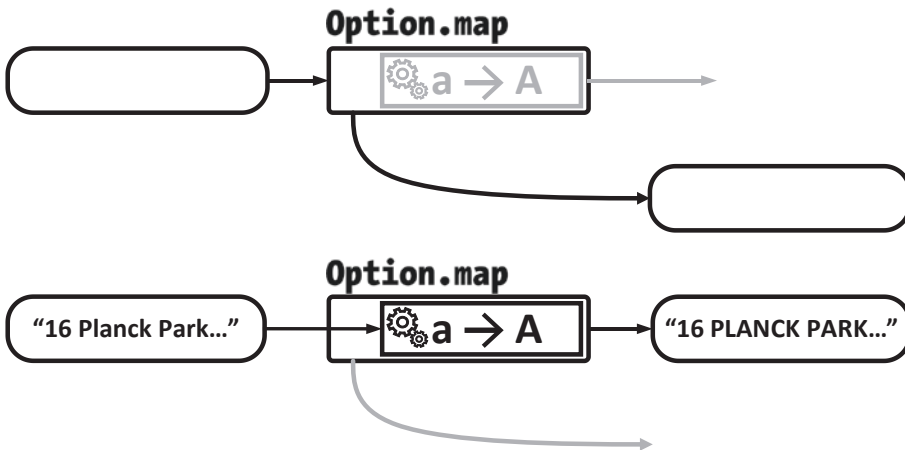 Option.map
a → A
Option.map
“16 Planck Park...”
a → A
“16 PLANCK PARK...”